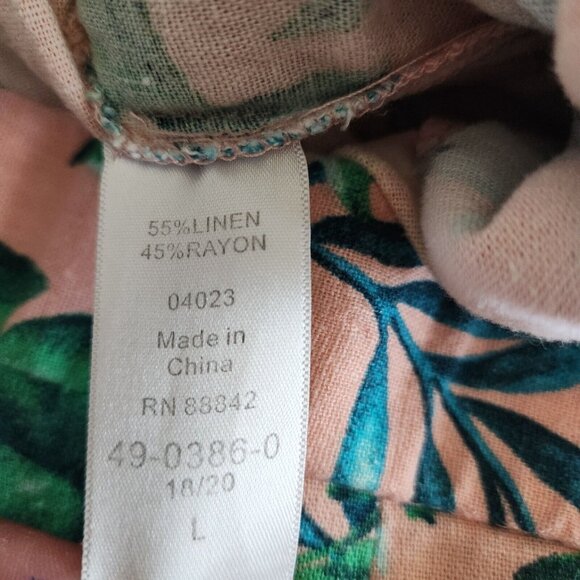 55%LINEN
45%RAYON
04023
Made in
China
RN 88842
49-0386-0
18/20
L